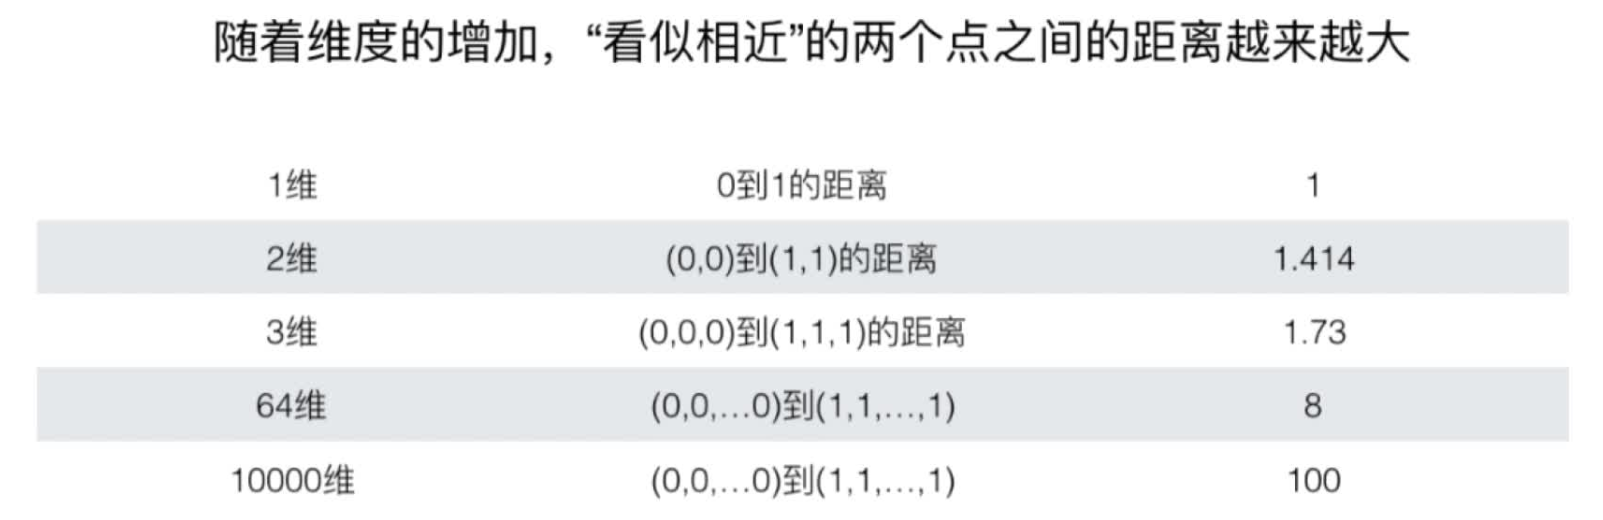 随着维度的增加，“看似相近”的两个点之间的距离越来越大
1维 0到1的距离 1
2维 (0,0)到(1,1)的距离 1.414
3维 (0,0,0)到(1,1,1)的距离 1.73
64维 (0,0,...0)到(1,1,...,1) 8
10000维 (0,0,...0)到(1,1,...,1) 100